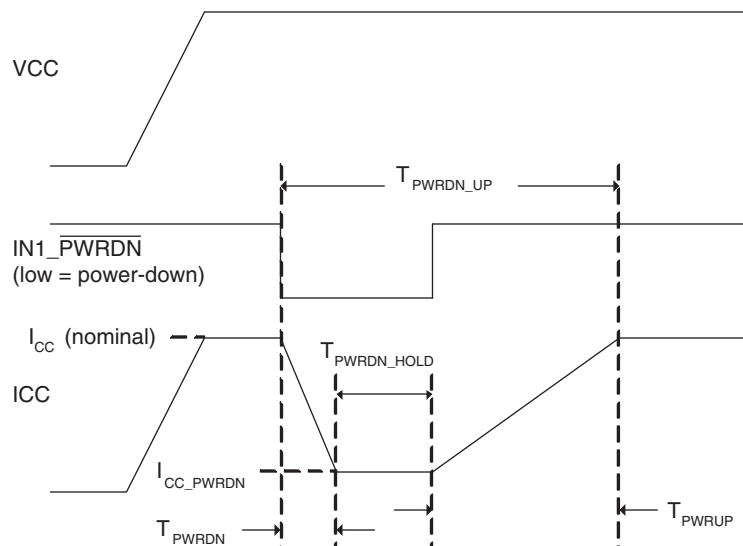 VCC
T PWRDN_UP
IN1_PWRDN
(low = power-down)
I CC (nominal)
T PWRDN_HOLD
ICC
I CC_PWRDN
T PWRUP
T PWRDN